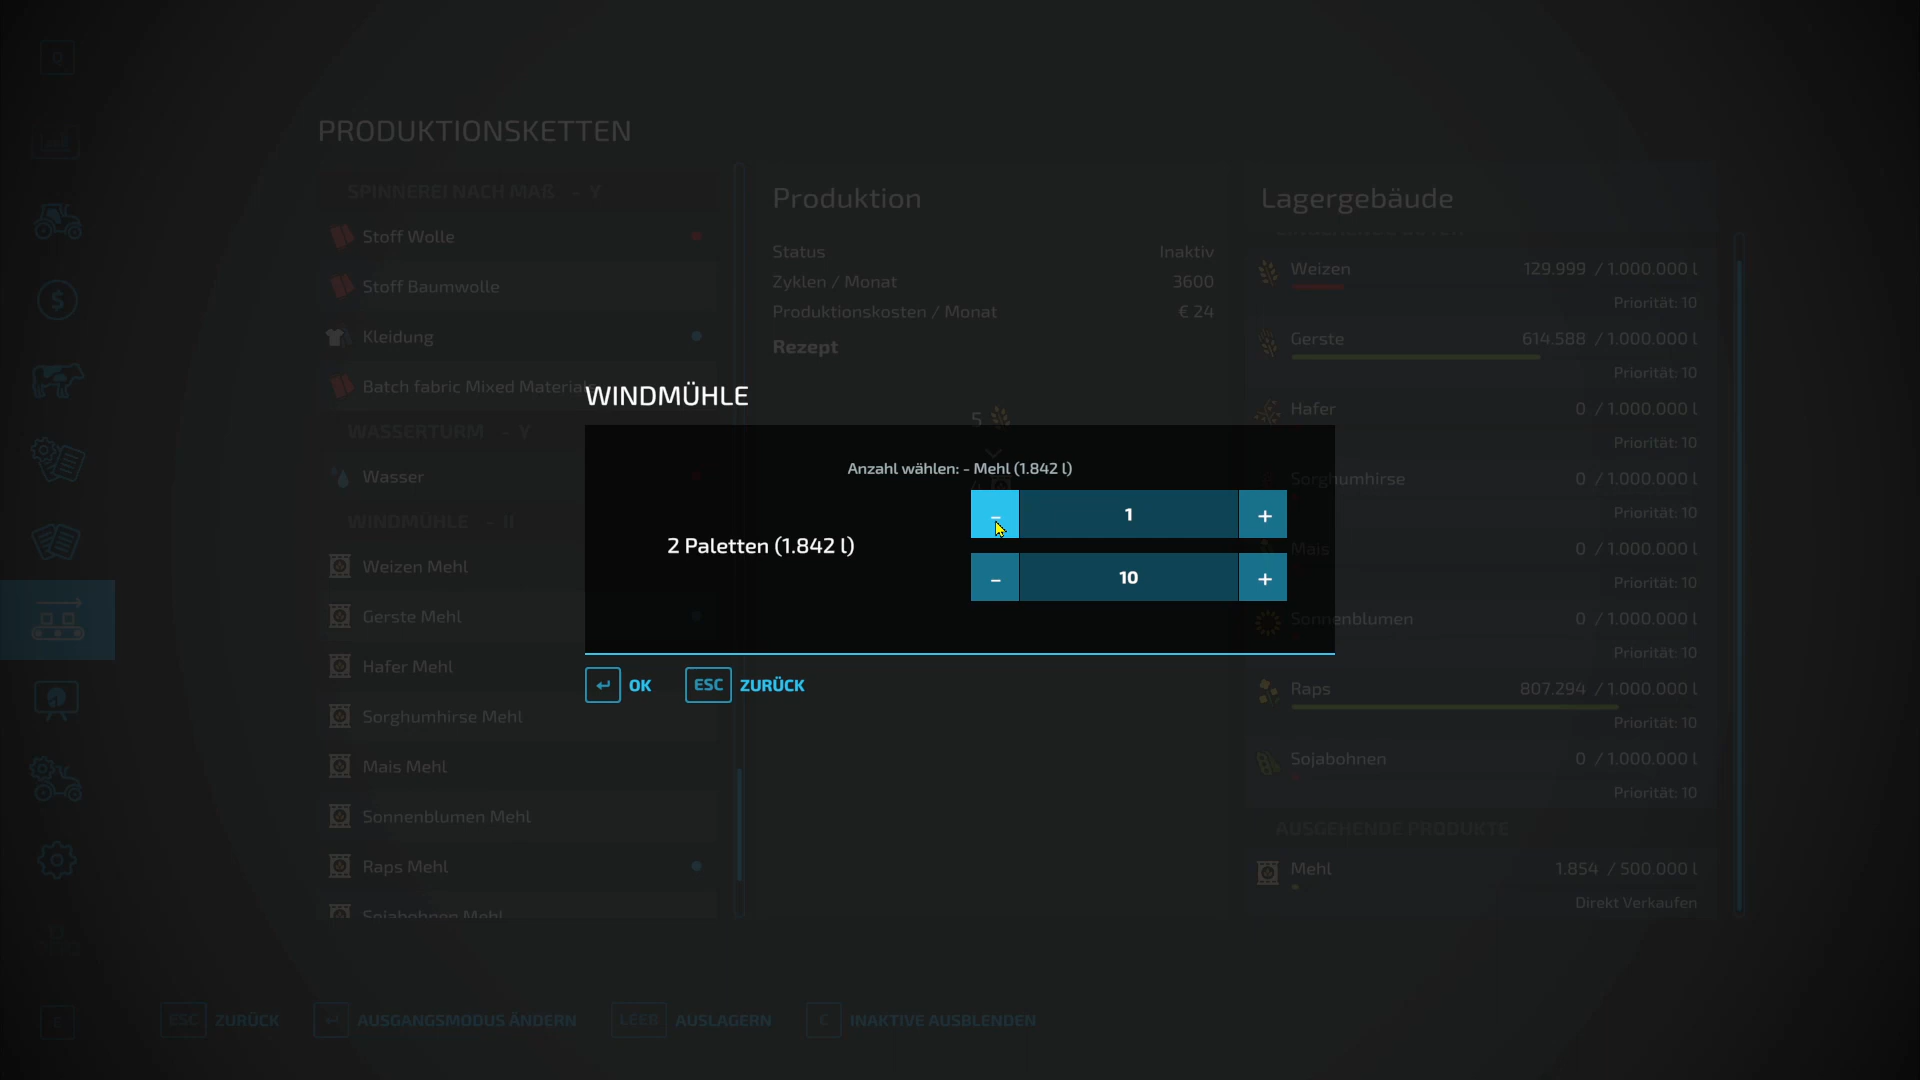 Q
PRODUKTIONSKETTEN
SPINNEREI NACH MAß - Y
Stoff Wolle
Stoff Baumwolle
Kleidung
Batch fabric Mixed Materials
WASSERTURM - Y
Wasser
WINDMÜHLE - II
Weizen Mehl
Gerste Mehl
Hafer Mehl
Sorghumhirse Mehl
Mais Mehl
Sonnenblumen Mehl
Raps Mehl
Sojabohnen Mehl
Produktion
Status Inaktiv
Zyklen / Monat 3600
Produktionskosten / Monat € 24
Rezept
5
WINDMÜHLE
Anzahl wählen: - Mehl (1.842 l)
2 Paletten (1.842 l)
- 1 +
- 10 +
OK
ESC ZURÜCK
Lagergebäude
Weizen 129.999 / 1.000.000 l
Priorität: 10
Gerste 614.588 / 1.000.000 l
Priorität: 10
Hafer 0 / 1.000.000 l
Priorität: 10
Sorghumhirse 0 / 1.000.000 l
Priorität: 10
Mais 0 / 1.000.000 l
Priorität: 10
Sonnenblumen 0 / 1.000.000 l
Priorität: 10
Raps 807.294 / 1.000.000 l
Priorität: 10
Sojabohnen 0 / 1.000.000 l
Priorität: 10
AUSGEHENDE PRODUKTE
Mehl 1.854 / 500.000 l
Direkt Verkaufen
E
ESC ZURÜCK
AUSGANGSMODUS ÄNDERN
LEER AUSLAGERN
C INAKTIVE AUSBLENDEN